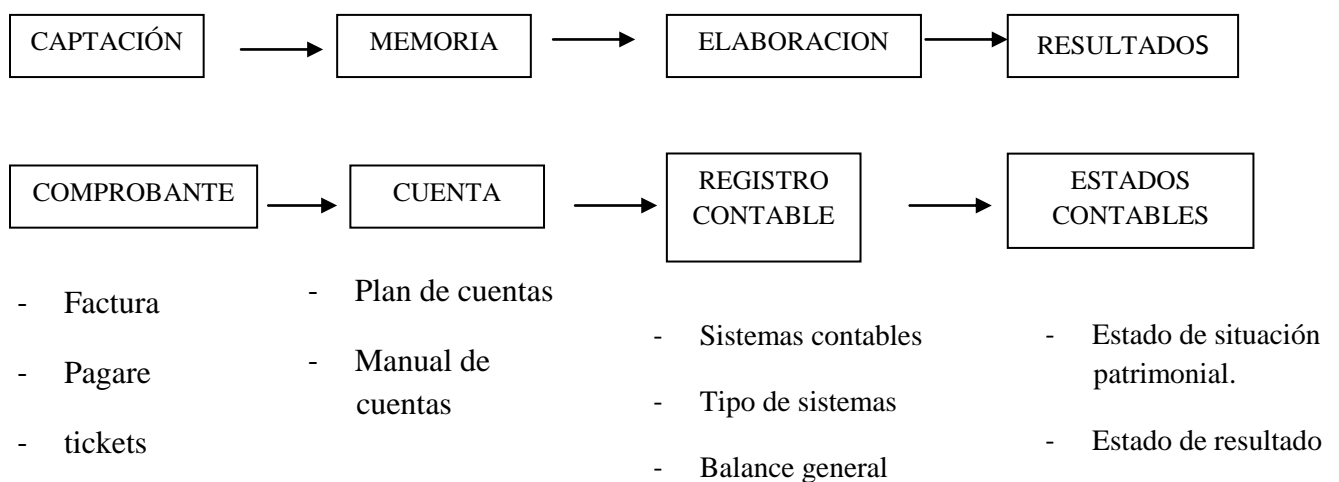 CAPTACIÓN
MEMORIA
ELABORACION
RESULTADOS
COMPROBANTE
CUENTA
REGISTRO
CONTABLE
ESTADOS
CONTABLES
- Factura
- Pagare
- tickets
- Plan de cuentas
- Manual de
cuentas
- Sistemas contables
- Tipo de sistemas
- Balance general
- Estado de situación
patrimonial.
- Estado de resultado